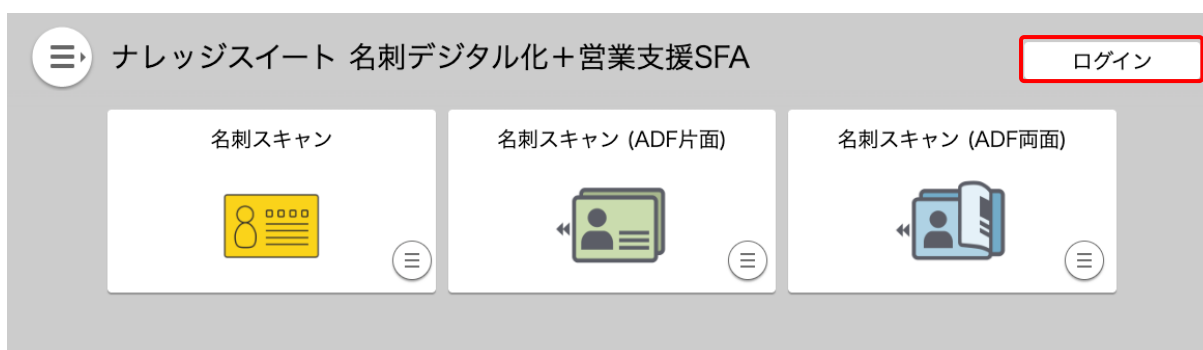 ナレッジスイート 名刺デジタル化+営業支援SFA
ログイン
名刺スキャン
名刺スキャン (ADF片面)
名刺スキャン (ADF両面)